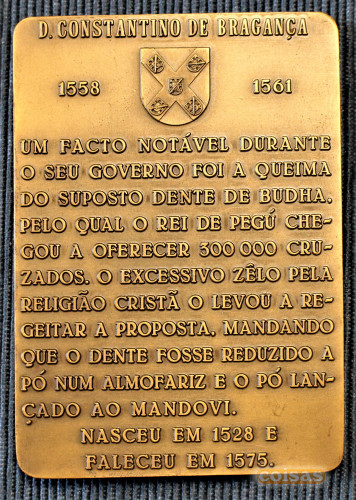 D. CONSTANTINO DE BRAGANÇA
1558 1561
UM FACTO NOTÁVEL DURANTE
O SEU GOVERNO FOI A QUEIMA
DO SUPOSTO DENTE DE BUDHA,
PELO QUAL O REI DE PEGÚ CHE-
GOU A OFERECER 300 000 CRU-
ZADOS. O EXCESSIVO ZÊLO PELA
RELIGIÃO CRISTÃ O LEVOU A RE-
GEITAR A PROPOSTA, MANDANDO
QUE O DENTE FOSSE REDUZIDO A
PÓ NUM ALMOFARIZ E O PÓ LAN-
ÇADO AO MANDOVI.
NASCEU EM 1528 E
FALECEU EM 1575.
coisas